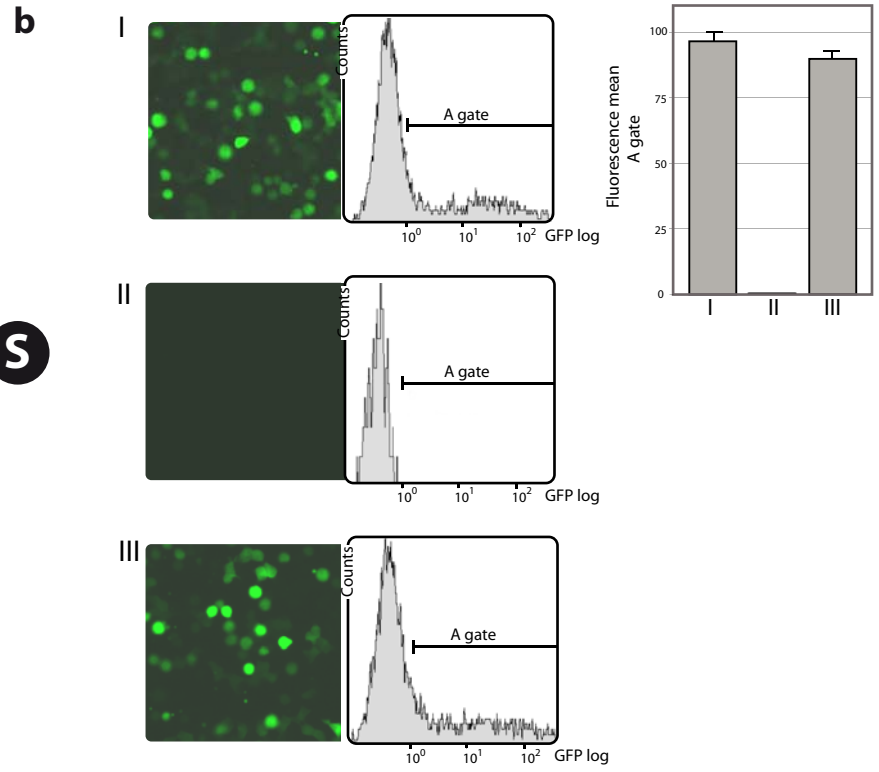 b
I
Counts
A gate
10⁰ 10¹ 10² GFP log
Fluorescence mean
A gate
100
75
50
25
0
I II III
II
Counts
A gate
10⁰ 10¹ 10² GFP log
S
III
Counts
A gate
10⁰ 10¹ 10² GFP log